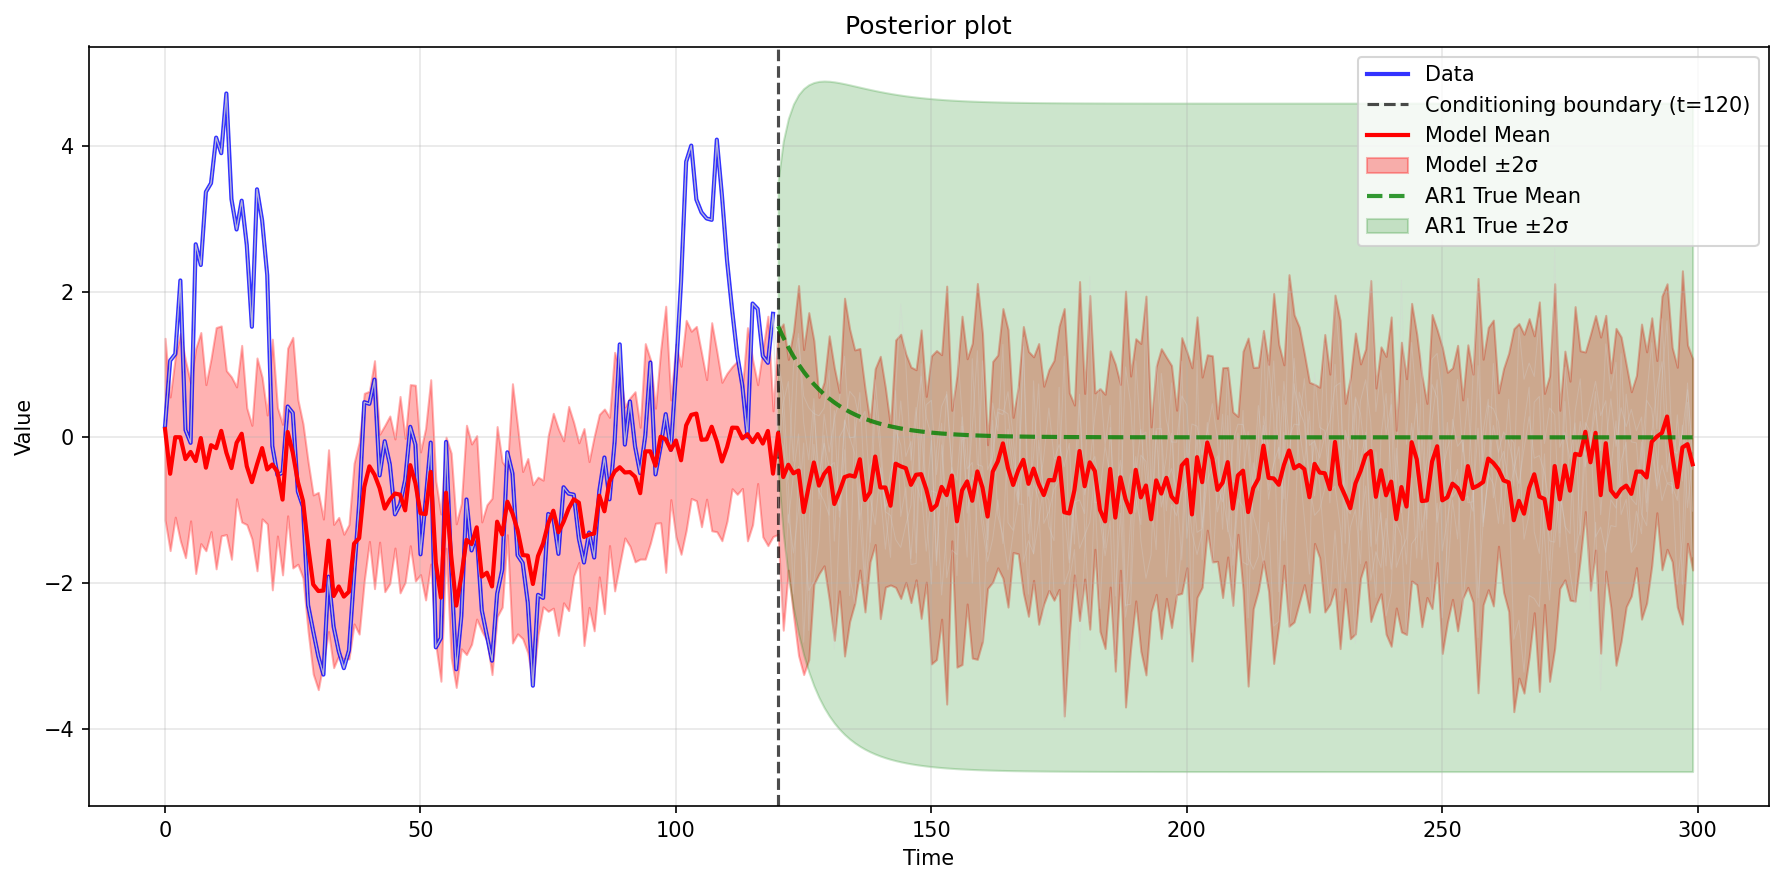 Posterior plot
Data
Conditioning boundary (t=120)
Model Mean
Model ±2σ
AR1 True Mean
AR1 True ±2σ
Value
4
2
0
−2
−4
0 50 100 150 200 250 300
Time